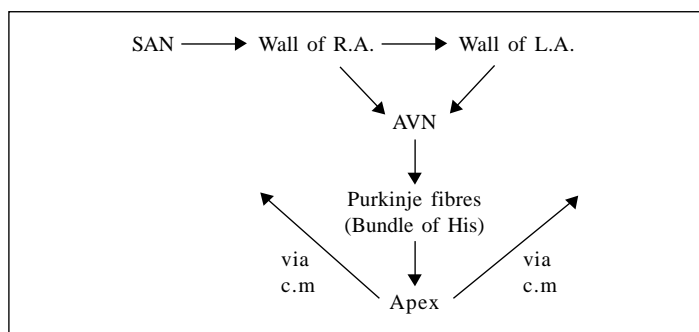 SAN Wall of R.A. Wall of L.A.
AVN
Purkinje fibres
(Bundle of His)
via
c.m
via
c.m
Apex